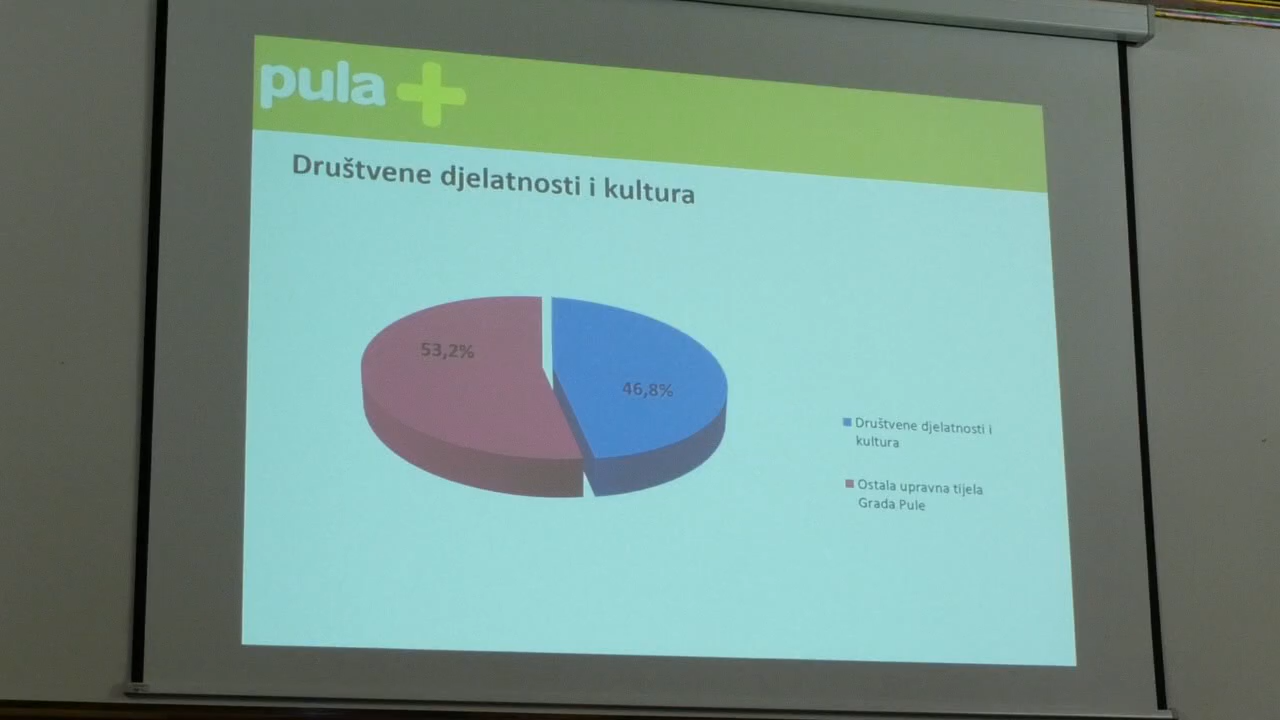 pula+
Društvene djelatnosti i kultura
53,2%
46,8%
Društvene djelatnosti i
kultura
Ostala upravna tijela
Grada Pule